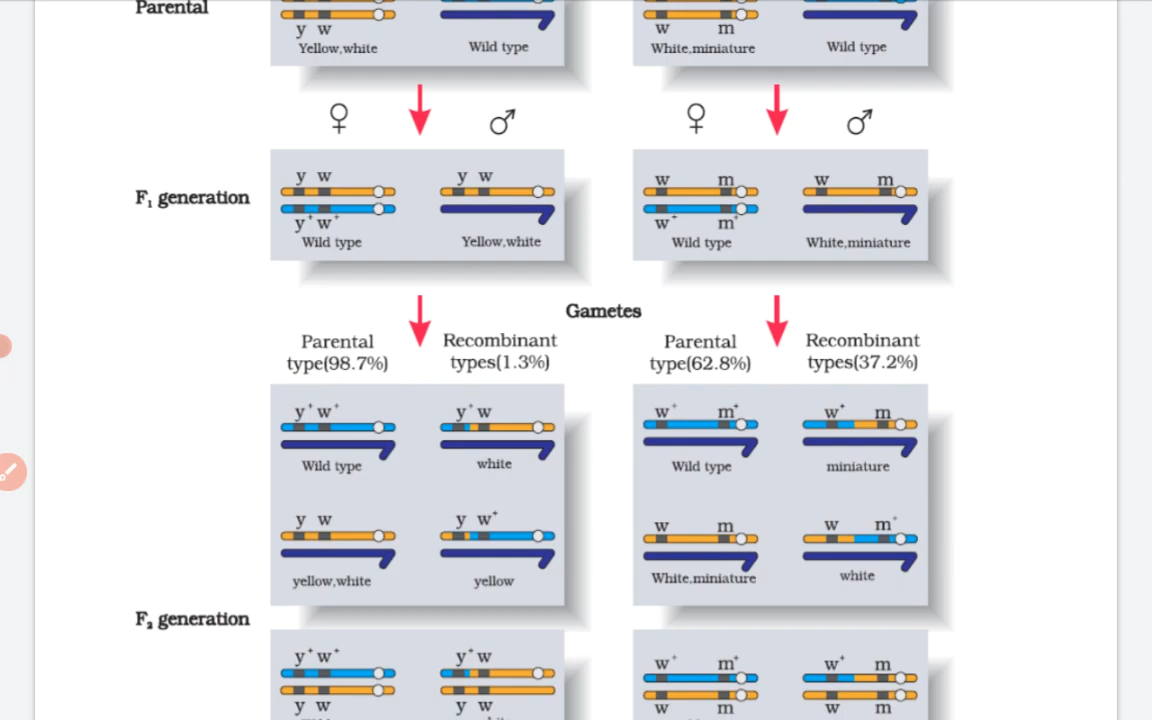 Parental
y w
Yellow,white
Wild type
w m
White,miniature
Wild type
♀ ♂
♀ ♂
F₁ generation
y w
y⁺ w⁺
Wild type
y w
Yellow,white
w m
w⁺ m⁺
Wild type
w m
White,miniature
Gametes
Parental
type(98.7%)
Recombinant
types(1.3%)
Parental
type(62.8%)
Recombinant
types(37.2%)
y⁺ w⁺
Wild type
y⁺ w
white
w⁺ m⁺
Wild type
w⁺ m
miniature
y w
yellow,white
y w⁺
yellow
w m
White,miniature
w m⁺
white
F₂ generation
y⁺ w⁺
y w
y⁺ w
y w
w⁺ m⁺
w m
w⁺ m
w m